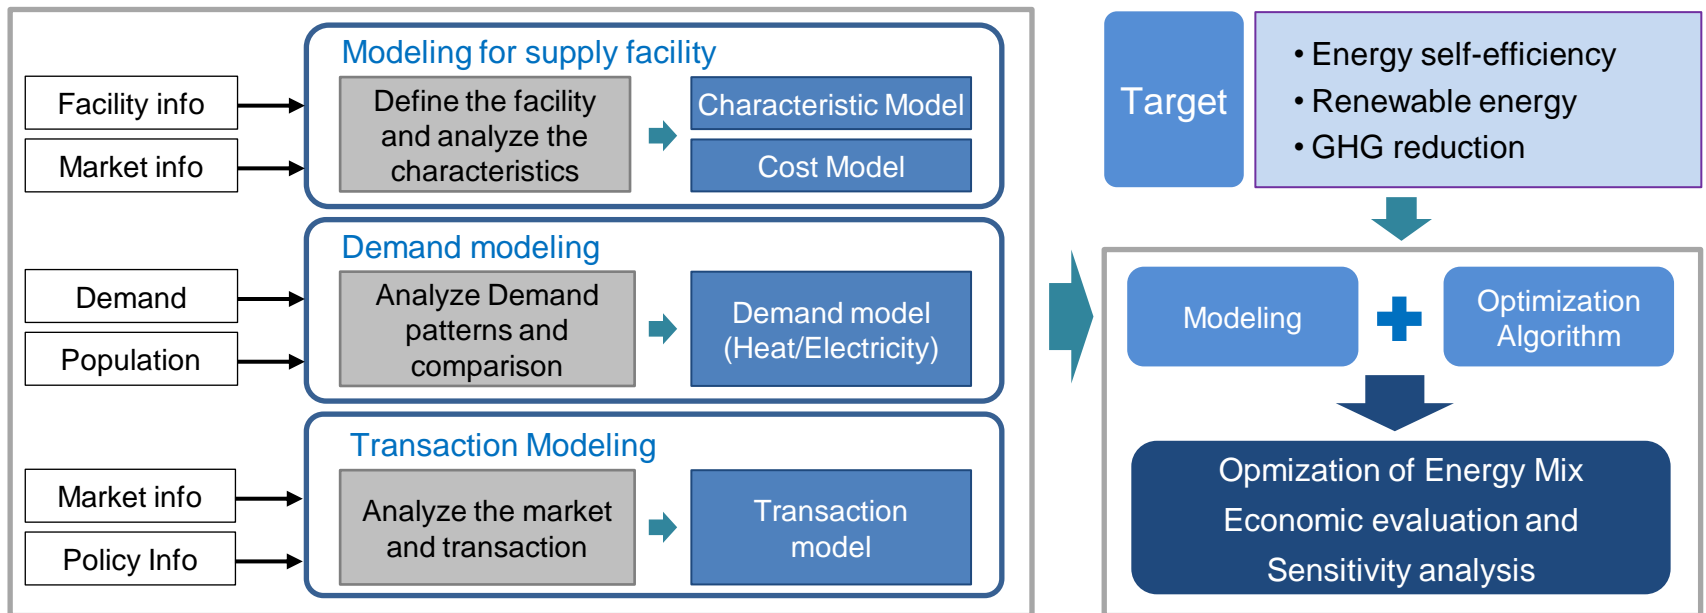 Modeling for supply facility
Facility info
Market info
Define the facility
and analyze the
characteristics
Characteristic Model
Cost Model
Demand modeling
Demand
Population
Analyze Demand
patterns and
comparison
Demand model
(Heat/Electricity)
Transaction Modeling
Market info
Policy Info
Analyze the market
and transaction
Transaction
model
Target
• Energy self-efficiency
• Renewable energy
• GHG reduction
Modeling
Optimization
Algorithm
Opmization of Energy Mix
Economic evaluation and
Sensitivity analysis